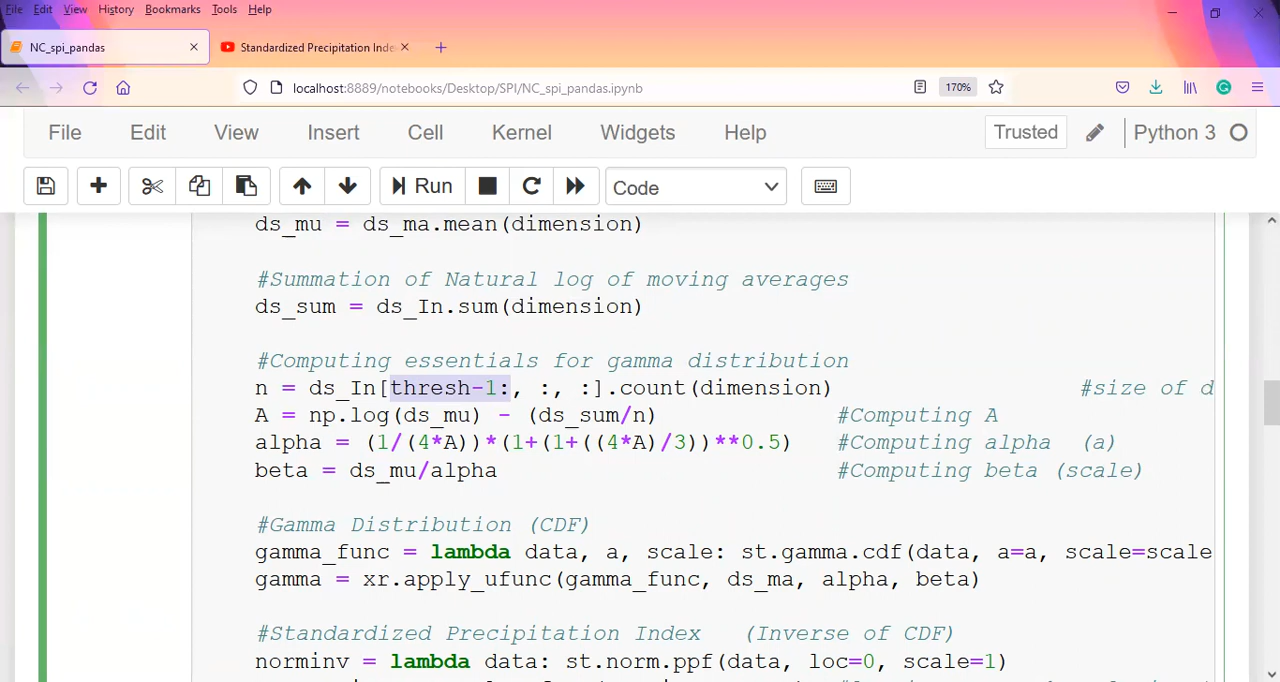 File Edit View History Bookmarks Tools Help
NC_spi_pandas × Standardized Precipitation Inde × +
localhost:8889/notebooks/Desktop/SPI/NC_spi_pandas.ipynb 170%
File Edit View Insert Cell Kernel Widgets Help Trusted Python 3
Run Code
ds_mu = ds_ma.mean(dimension)
#Summation of Natural log of moving averages
ds_sum = ds_In.sum(dimension)
#Computing essentials for gamma distribution
n = ds_In[thresh-1:, :, :].count(dimension) #size of d
A = np.log(ds_mu) - (ds_sum/n) #Computing A
alpha = (1/(4*A))*(1+(1+((4*A)/3))**0.5) #Computing alpha (a)
beta = ds_mu/alpha #Computing beta (scale)
#Gamma Distribution (CDF)
gamma_func = lambda data, a, scale: st.gamma.cdf(data, a=a, scale=scale
gamma = xr.apply_ufunc(gamma_func, ds_ma, alpha, beta)
#Standardized Precipitation Index (Inverse of CDF)
norminv = lambda data: st.norm.ppf(data, loc=0, scale=1)